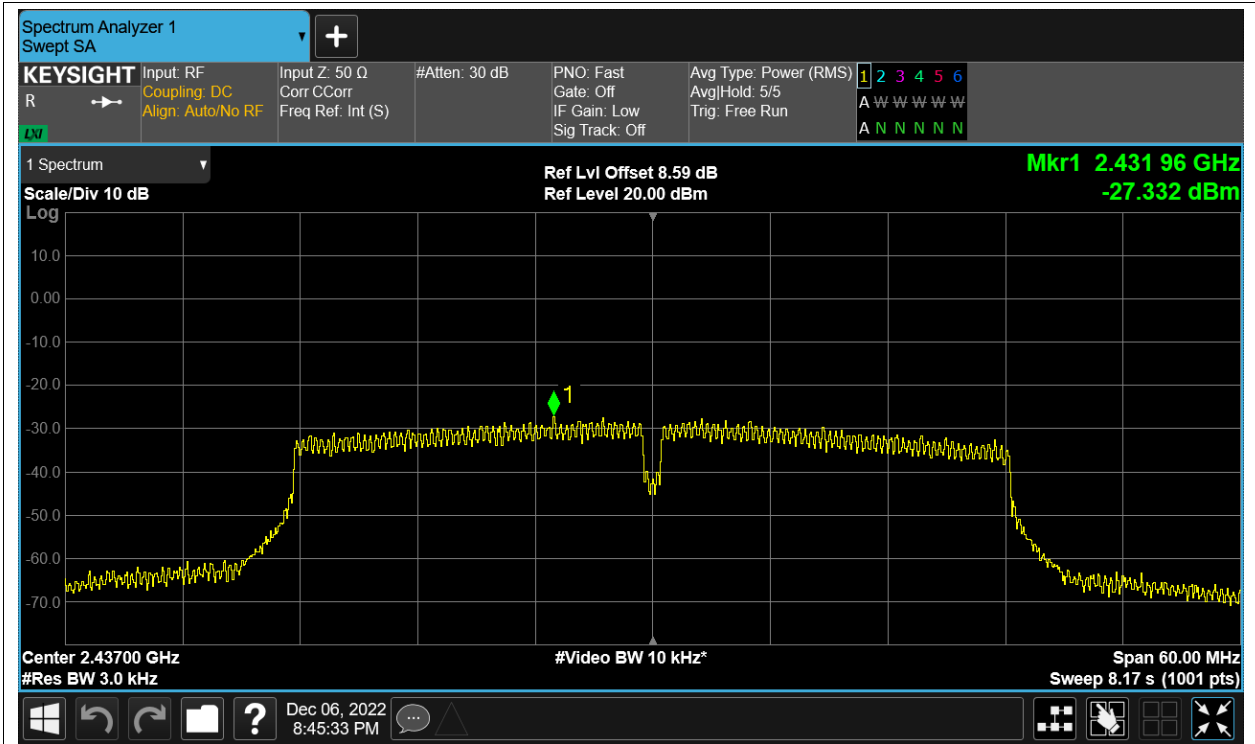 Spectrum Analyzer 1
Swept SA
KEYSIGHT
R
LXI
Input: RF
Coupling: DC
Align: Auto/No RF
Input Z: 50 Ω
Corr CCorr
Freq Ref: Int (S)
#Atten: 30 dB
PNO: Fast
Gate: Off
IF Gain: Low
Sig Track: Off
Avg Type: Power (RMS)
Avg|Hold: 5/5
Trig: Free Run
1 2 3 4 5 6
A W W W W W
A N N N N N
1 Spectrum
Scale/Div 10 dB
Log
Ref Lvl Offset 8.59 dB
Ref Level 20.00 dBm
Mkr1 2.431 96 GHz
-27.332 dBm
10.0
0.00
-10.0
-20.0
-30.0
-40.0
-50.0
-60.0
-70.0
1
Center 2.43700 GHz
#Res BW 3.0 kHz
#Video BW 10 kHz*
Span 60.00 MHz
Sweep 8.17 s (1001 pts)
?
Dec 06, 2022
8:45:33 PM